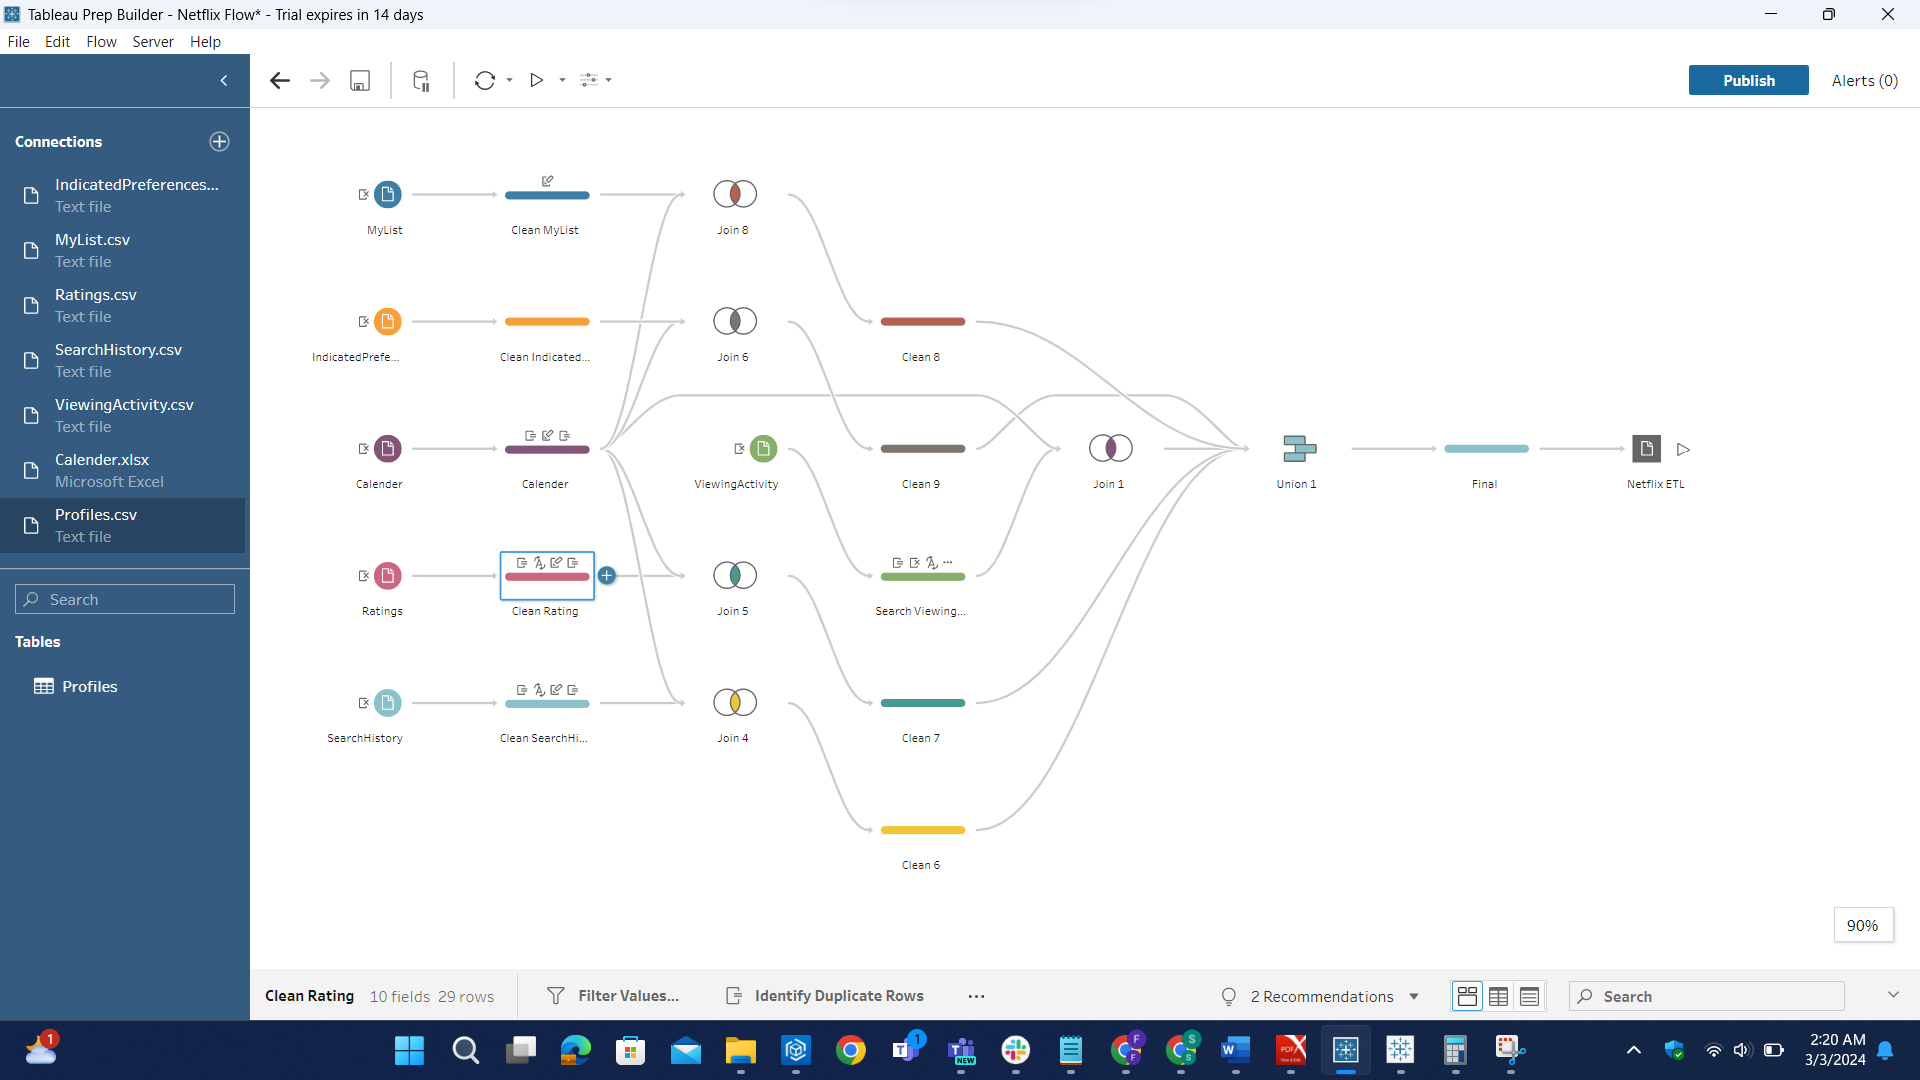 Tableau Prep Builder - Netflix Flow* - Trial expires in 14 days
File Edit Flow Server Help
Publish Alerts (0)
Connections
IndicatedPreferences...
Text file
MyList.csv
Text file
Ratings.csv
Text file
SearchHistory.csv
Text file
ViewingActivity.csv
Text file
Calender.xlsx
Microsoft Excel
Profiles.csv
Text file
Search
Tables
Profiles
MyList Clean MyList Join 8
IndicatedPrefe... Clean Indicated... Join 6 Clean 8
Calender Calender ViewingActivity Clean 9 Join 1 Union 1 Final Netflix ETL
Ratings Clean Rating Join 5 Search Viewing...
SearchHistory Clean SearchHi... Join 4 Clean 7
Clean 6
90%
Clean Rating 10 fields 29 rows Filter Values... Identify Duplicate Rows ... 2 Recommendations Search
1 1 NEW F F S S W PDF
2:20 AM
3/3/2024